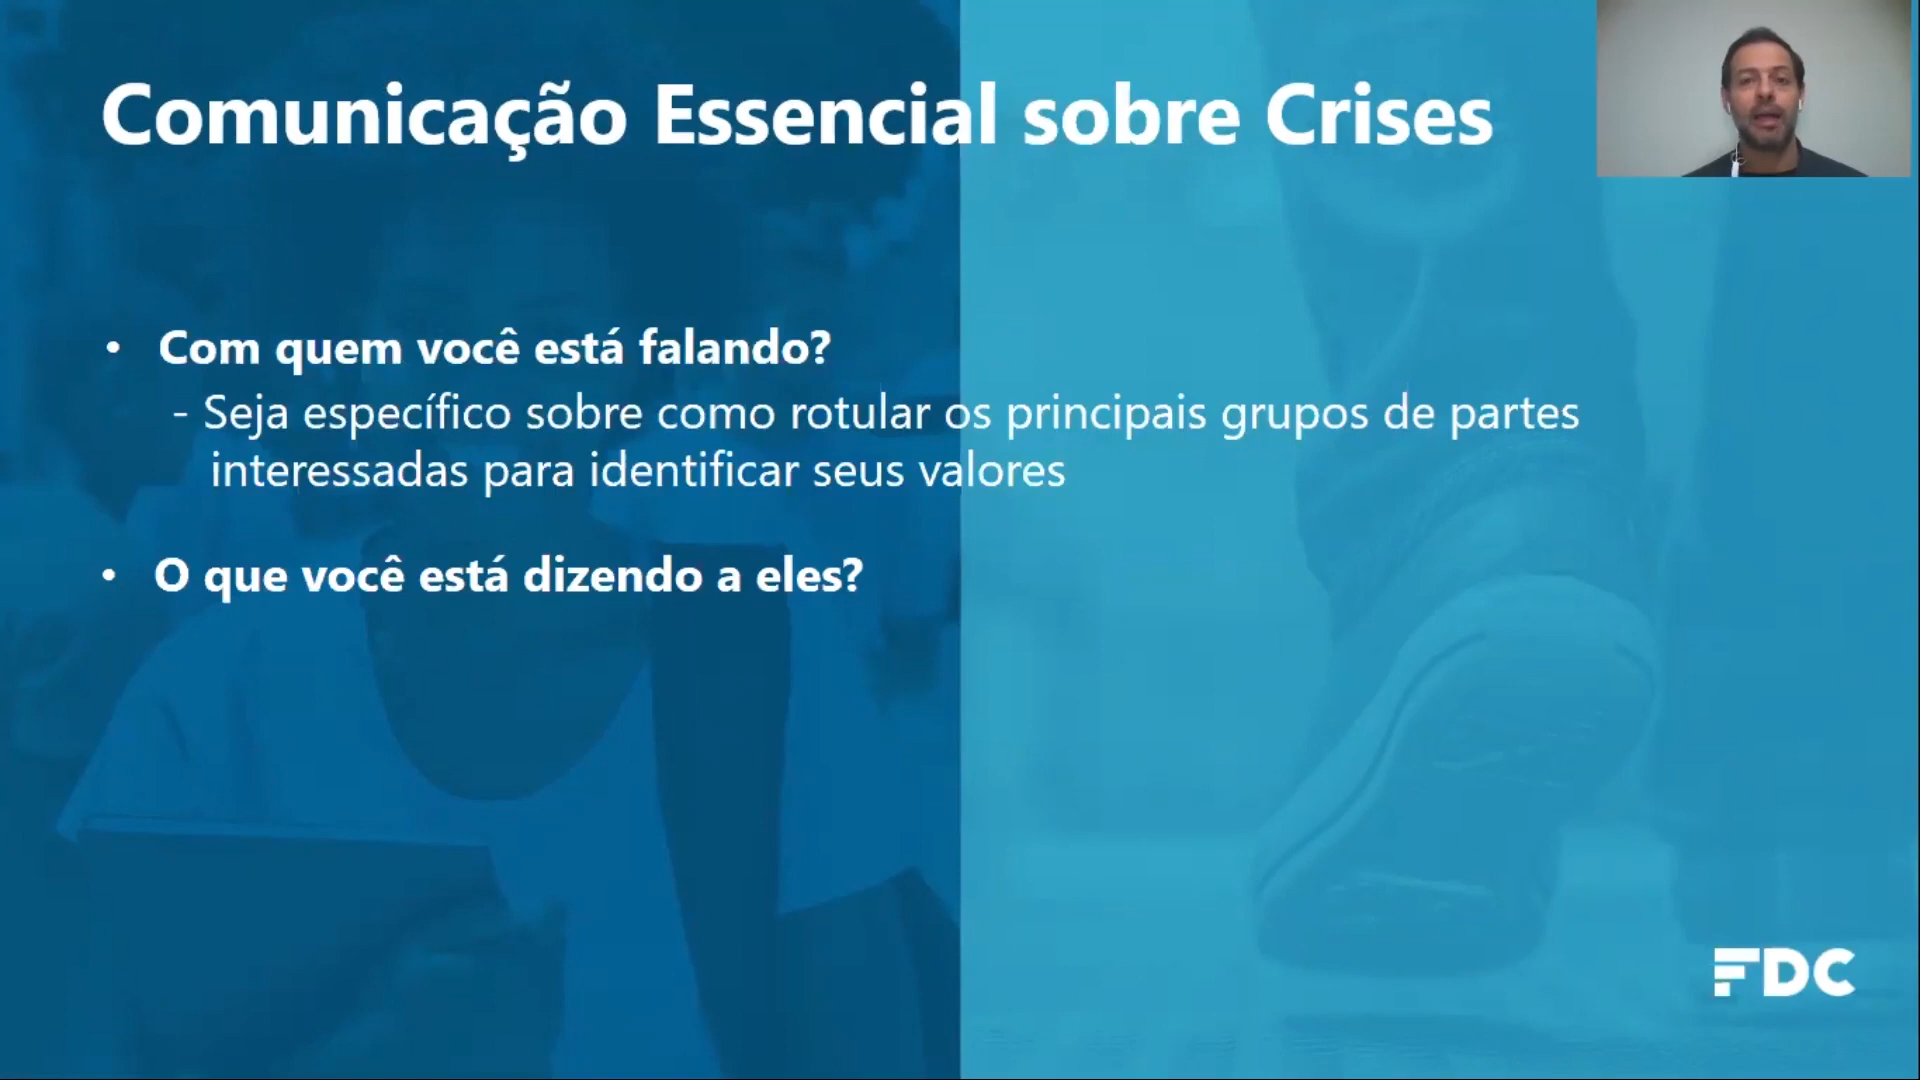 Comunicação Essencial sobre Crises
• Com quem você está falando?
- Seja específico sobre como rotular os principais grupos de partes
interessadas para identificar seus valores
• O que você está dizendo a eles?
FDC